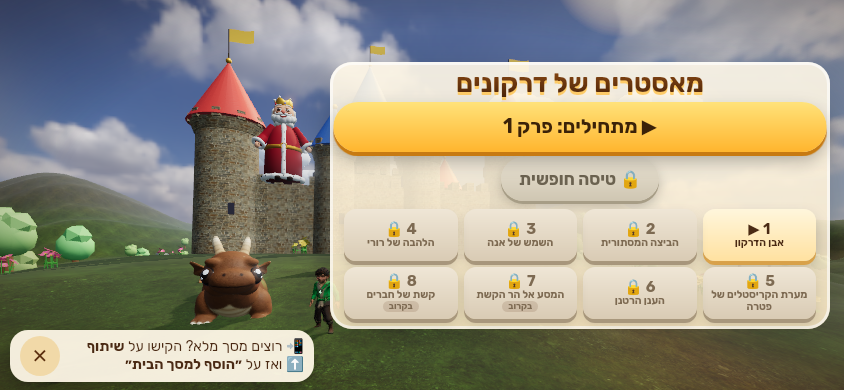 מאסטרים של דרקונים
▶ מתחילים: פרק 1
🔒 טיסה חופשית
1 ▶
אבן הדרקון
2 🔒
הביצה המסתורית
3 🔒
השמש של אנה
4 🔒
הלהבה של רורי
5 🔒
מערת הקריסטלים של
פטרה
6 🔒
הענן הרטנן
7 🔒
המסע אל הר הקשת
בקרוב
8 🔒
קשת של חברים
בקרוב
📲 רוצים מסך מלא? הקישו על שיתוף
⬆️ ואז על ״הוסף למסך הבית״
✕